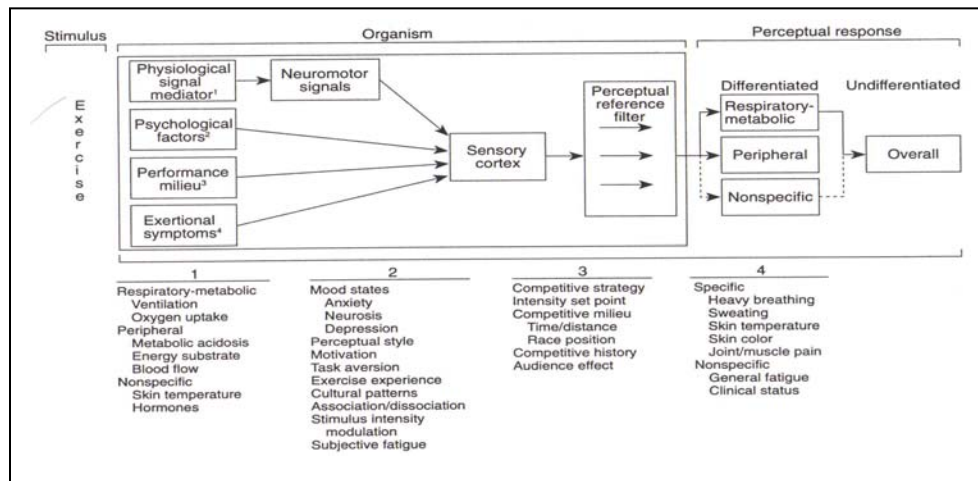 Stimulus
Organism
Perceptual response
Exercise
Physiological
signal
mediator1
Neuromotor
signals
Psychological
factors2
Performance
milieu3
Exertional
symptoms4
Sensory
cortex
Perceptual
reference
filter
Differentiated
Respiratory-
metabolic
Peripheral
Nonspecific
Undifferentiated
Overall
1
Respiratory-metabolic
Ventilation
Oxygen uptake
Peripheral
Metabolic acidosis
Energy substrate
Blood flow
Nonspecific
Skin temperature
Hormones
2
Mood states
Anxiety
Neurosis
Depression
Perceptual style
Motivation
Task aversion
Exercise experience
Cultural patterns
Association/dissociation
Stimulus intensity
modulation
Subjective fatigue
3
Competitive strategy
Intensity set point
Competitive milieu
Time/distance
Race position
Competitive history
Audience effect
4
Specific
Heavy breathing
Sweating
Skin temperature
Skin color
Joint/muscle pain
Nonspecific
General fatigue
Clinical status